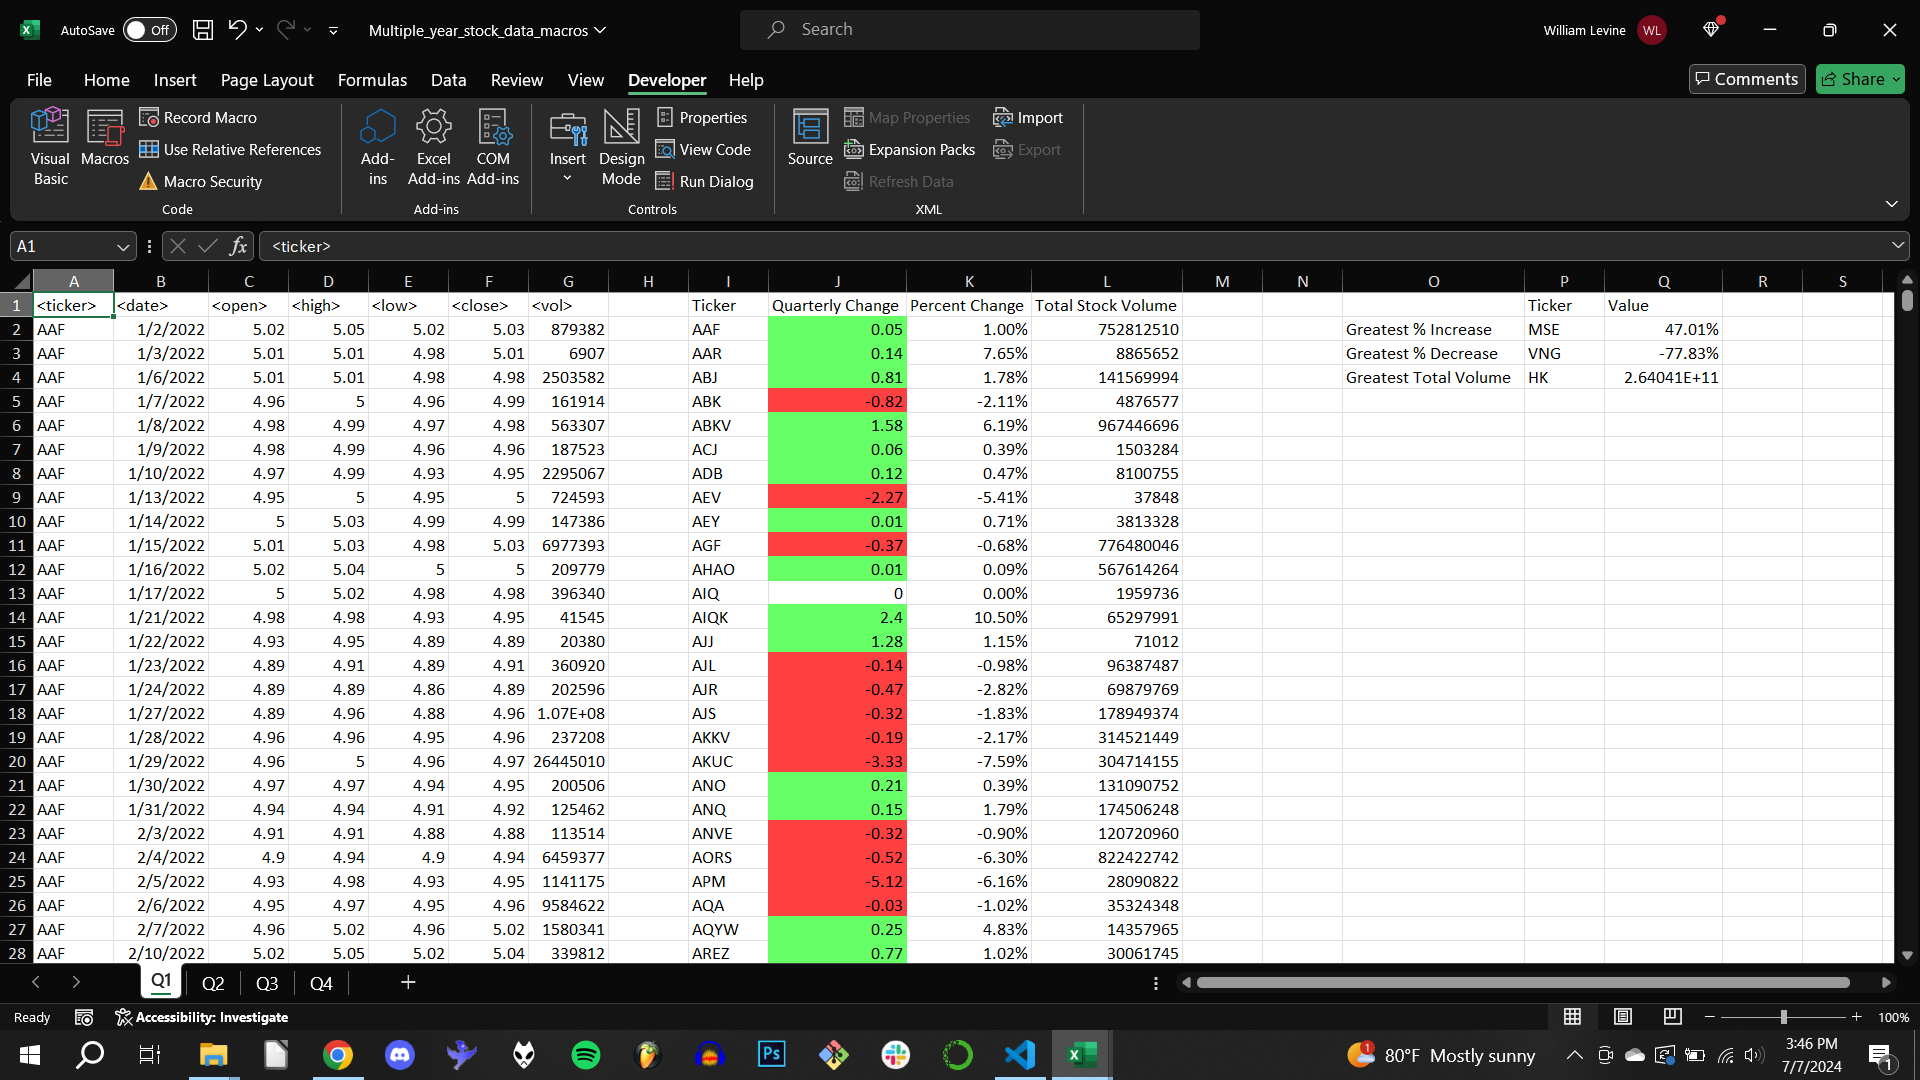 AutoSave Off Multiple_year_stock_data_macros Search William Levine WL
File Home Insert Page Layout Formulas Data Review View Developer Help Comments Share
Visual Basic
Macros
Record Macro
Use Relative References
Macro Security
Code
Add-ins
Excel Add-ins
COM Add-ins
Add-ins
Insert
Design Mode
Properties
View Code
Run Dialog
Controls
Source
Map Properties
Expansion Packs
Refresh Data
Import
Export
XML
A1 fx <ticker>
A B C D E F G H I J K L M N O P Q R S
1 <ticker> <date> <open> <high> <low> <close> <vol> Ticker Quarterly Change Percent Change Total Stock Volume Ticker Value
2 AAF 1/2/2022 5.02 5.05 5.02 5.03 879382 AAF 0.05 1.00% 752812510 Greatest % Increase MSE 47.01%
3 AAF 1/3/2022 5.01 5.01 4.98 5.01 6907 AAR 0.14 7.65% 8865652 Greatest % Decrease VNG -77.83%
4 AAF 1/6/2022 5.01 5.01 4.98 4.98 2503582 ABJ 0.81 1.78% 141569994 Greatest Total Volume HK 2.64041E+11
5 AAF 1/7/2022 4.96 5 4.96 4.99 161914 ABK -0.82 -2.11% 4876577
6 AAF 1/8/2022 4.98 4.99 4.97 4.98 563307 ABKV 1.58 6.19% 967446696
7 AAF 1/9/2022 4.98 4.99 4.96 4.96 187523 ACJ 0.06 0.39% 1503284
8 AAF 1/10/2022 4.97 4.99 4.93 4.95 2295067 ADB 0.12 0.47% 8100755
9 AAF 1/13/2022 4.95 5 4.95 5 724593 AEV -2.27 -5.41% 37848
10 AAF 1/14/2022 5 5.03 4.99 4.99 147386 AEY 0.01 0.71% 3813328
11 AAF 1/15/2022 5.01 5.03 4.98 5.03 6977393 AGF -0.37 -0.68% 776480046
12 AAF 1/16/2022 5.02 5.04 5 5 209779 AHAO 0.01 0.09% 567614264
13 AAF 1/17/2022 5 5.02 4.98 4.98 396340 AIQ 0 0.00% 1959736
14 AAF 1/21/2022 4.98 4.98 4.93 4.95 41545 AIQK 2.4 10.50% 65297991
15 AAF 1/22/2022 4.93 4.95 4.89 4.89 20380 AJJ 1.28 1.15% 71012
16 AAF 1/23/2022 4.89 4.91 4.89 4.91 360920 AJL -0.14 -0.98% 96387487
17 AAF 1/24/2022 4.89 4.89 4.86 4.89 202596 AJR -0.47 -2.82% 69879769
18 AAF 1/27/2022 4.89 4.96 4.88 4.96 1.07E+08 AJS -0.32 -1.83% 178949374
19 AAF 1/28/2022 4.96 4.96 4.95 4.96 237208 AKKV -0.19 -2.17% 314521449
20 AAF 1/29/2022 4.96 5 4.96 4.97 26445010 AKUC -3.33 -7.59% 304714155
21 AAF 1/30/2022 4.97 4.97 4.94 4.95 200506 ANO 0.21 0.39% 131090752
22 AAF 1/31/2022 4.94 4.94 4.91 4.92 125462 ANQ 0.15 1.79% 174506248
23 AAF 2/3/2022 4.91 4.91 4.88 4.88 113514 ANVE -0.32 -0.90% 120720960
24 AAF 2/4/2022 4.9 4.94 4.9 4.94 6459377 AORS -0.52 -6.30% 822422742
25 AAF 2/5/2022 4.93 4.98 4.93 4.95 1141175 APM -5.12 -6.16% 28090822
26 AAF 2/6/2022 4.95 4.97 4.95 4.96 9584622 AQA -0.03 -1.02% 35324348
27 AAF 2/7/2022 4.96 5.02 4.96 5.02 1580341 AQYW 0.25 4.83% 14357965
28 AAF 2/10/2022 5.02 5.05 5.02 5.04 339812 AREZ 0.77 1.02% 30061745
Q1 Q2 Q3 Q4
Ready Accessibility: Investigate 100%
Ps 1 80°F Mostly sunny 3:46 PM
7/7/2024 1